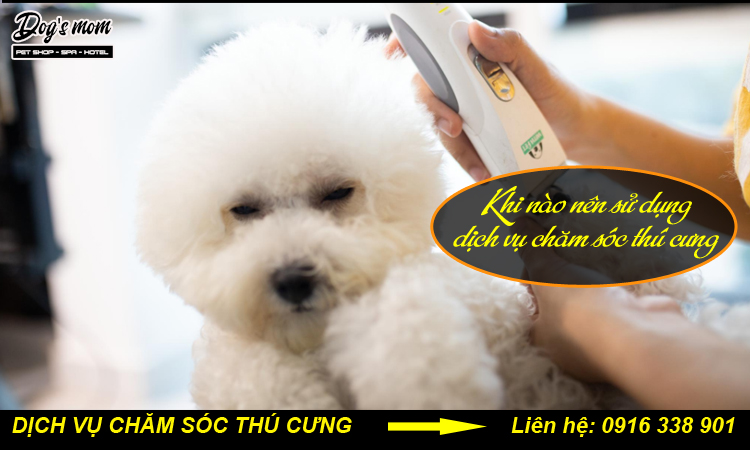 Dog's mom
PET SHOP - SPA - HOTEL
Khi nào nên sử dụng
dịch vụ chăm sóc thú cưng
DỊCH VỤ CHĂM SÓC THÚ CƯNG
Liên hệ: 0916 338 901